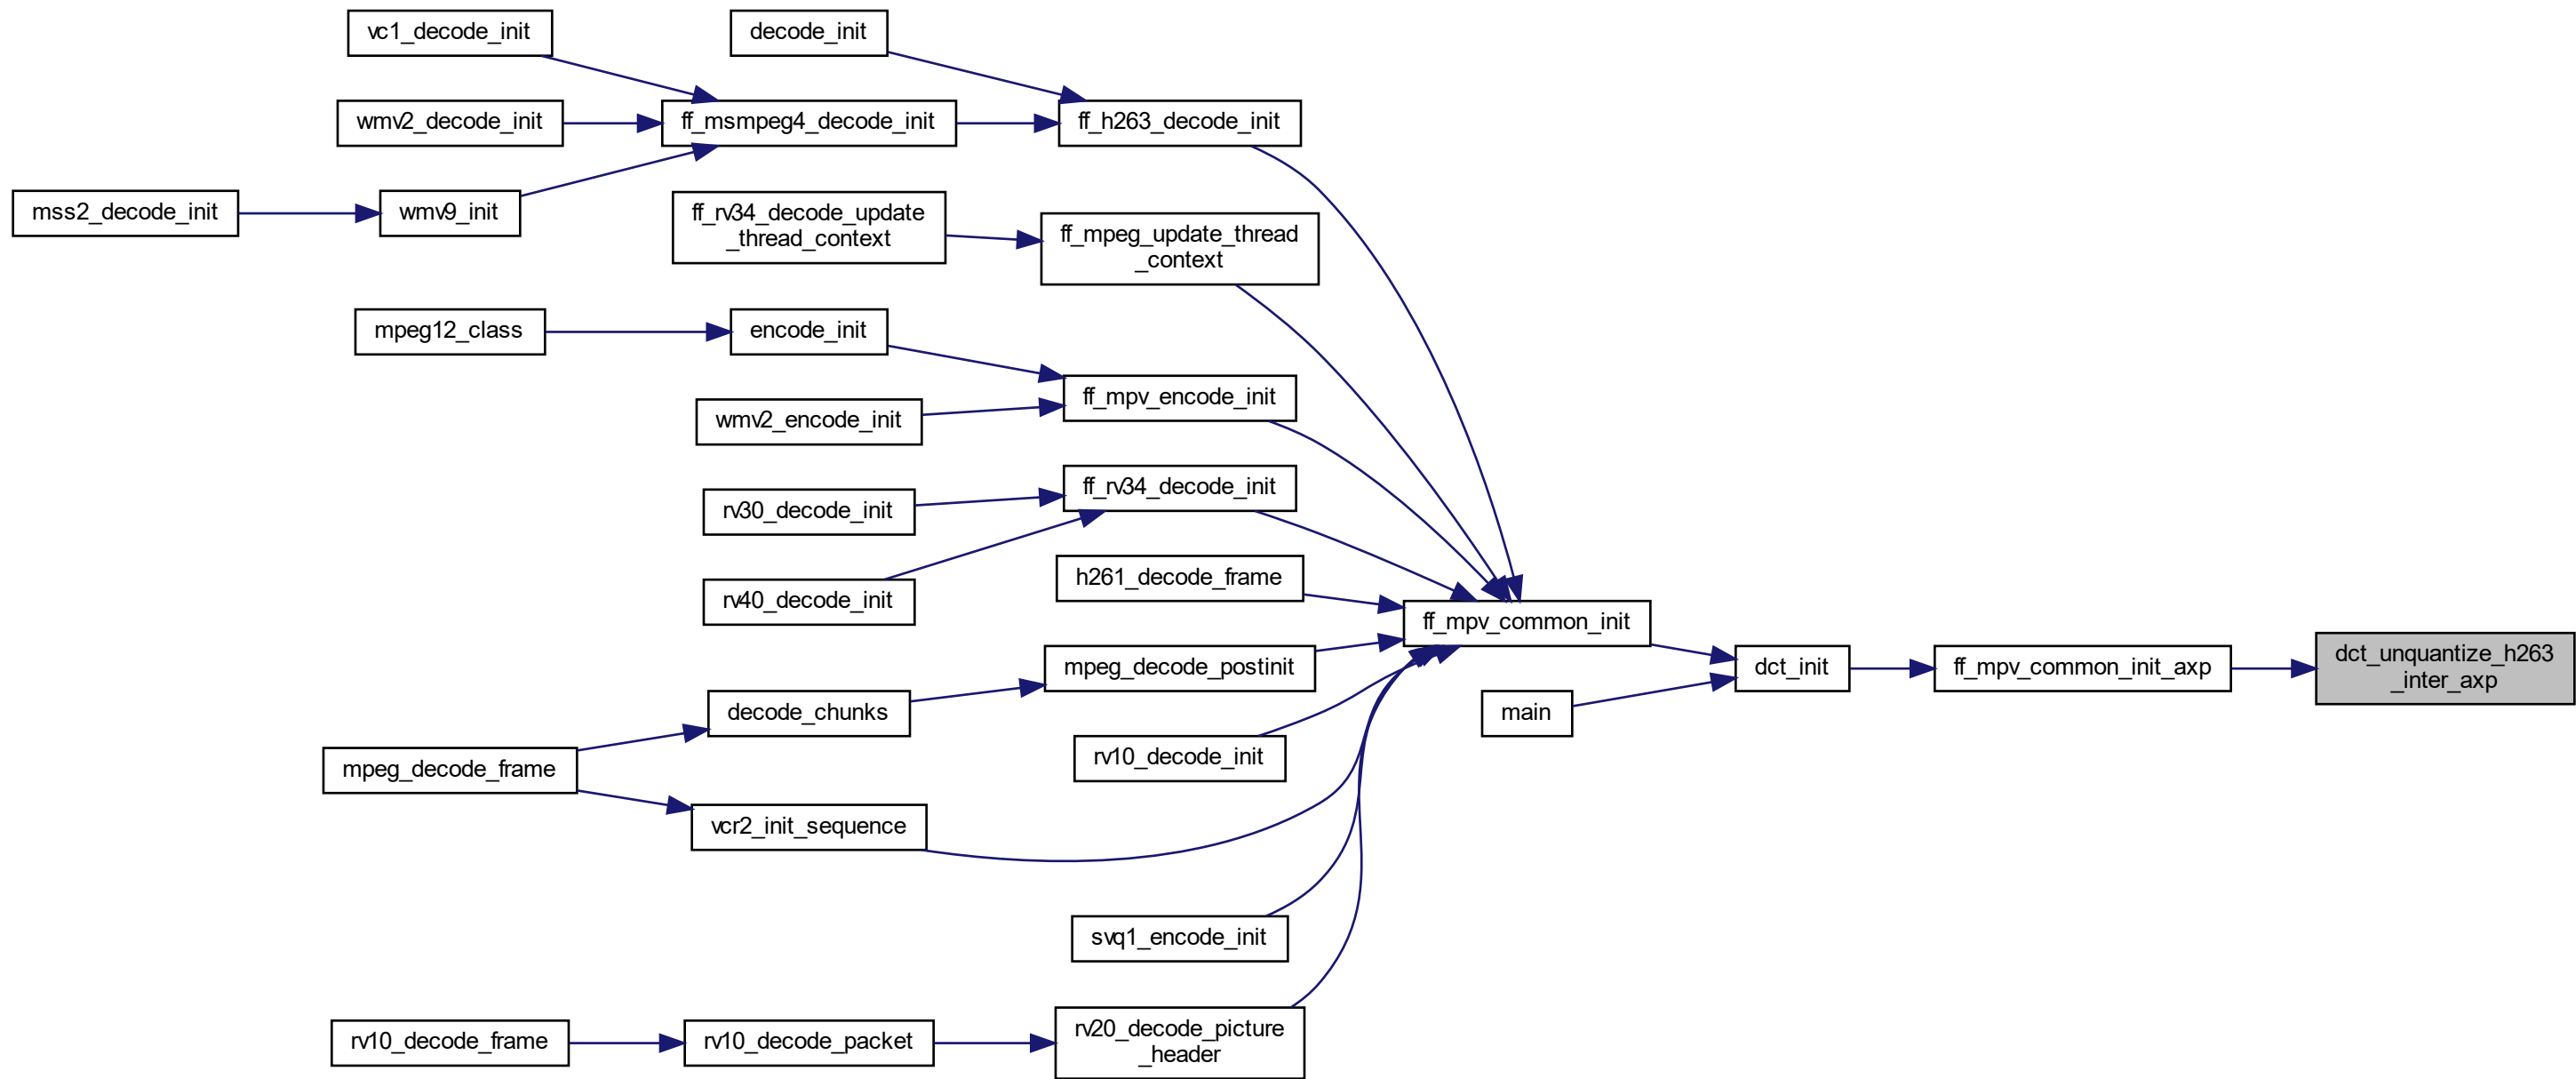 vc1_decode_init
decode_init
wmv2_decode_init
ff_msmpeg4_decode_init
ff_h263_decode_init
mss2_decode_init
wmv9_init
ff_rv34_decode_update
_thread_context
ff_mpeg_update_thread
_context
mpeg12_class
encode_init
ff_mpv_encode_init
wmv2_encode_init
ff_rv34_decode_init
rv30_decode_init
h261_decode_frame
rv40_decode_init
ff_mpv_common_init
mpeg_decode_postinit
dct_init
ff_mpv_common_init_axp
dct_unquantize_h263
_inter_axp
decode_chunks
main
rv10_decode_init
mpeg_decode_frame
vcr2_init_sequence
svq1_encode_init
rv10_decode_frame
rv10_decode_packet
rv20_decode_picture
_header